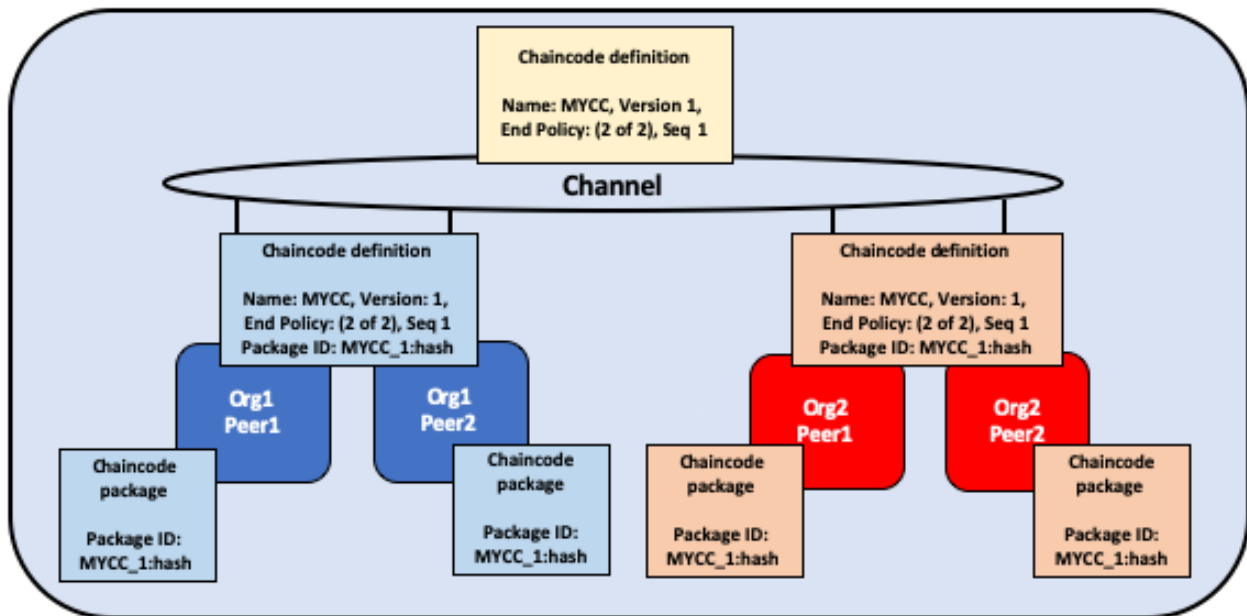 Chaincode definition
Name: MYCC, Version 1,
End Policy: (2 of 2), Seq 1
Channel
Chaincode definition
Name: MYCC, Version: 1,
End Policy: (2 of 2), Seq 1
Package ID: MYCC_1:hash
Chaincode definition
Name: MYCC, Version: 1,
End Policy: (2 of 2), Seq 1
Package ID: MYCC_1:hash
Org1
Peer1
Org1
Peer2
Org2
Peer1
Org2
Peer2
Chaincode
package
Package ID:
MYCC_1:hash
Chaincode
package
Package ID:
MYCC_1:hash
Chaincode
package
Package ID:
MYCC_1:hash
Chaincode
package
Package ID:
MYCC_1:hash